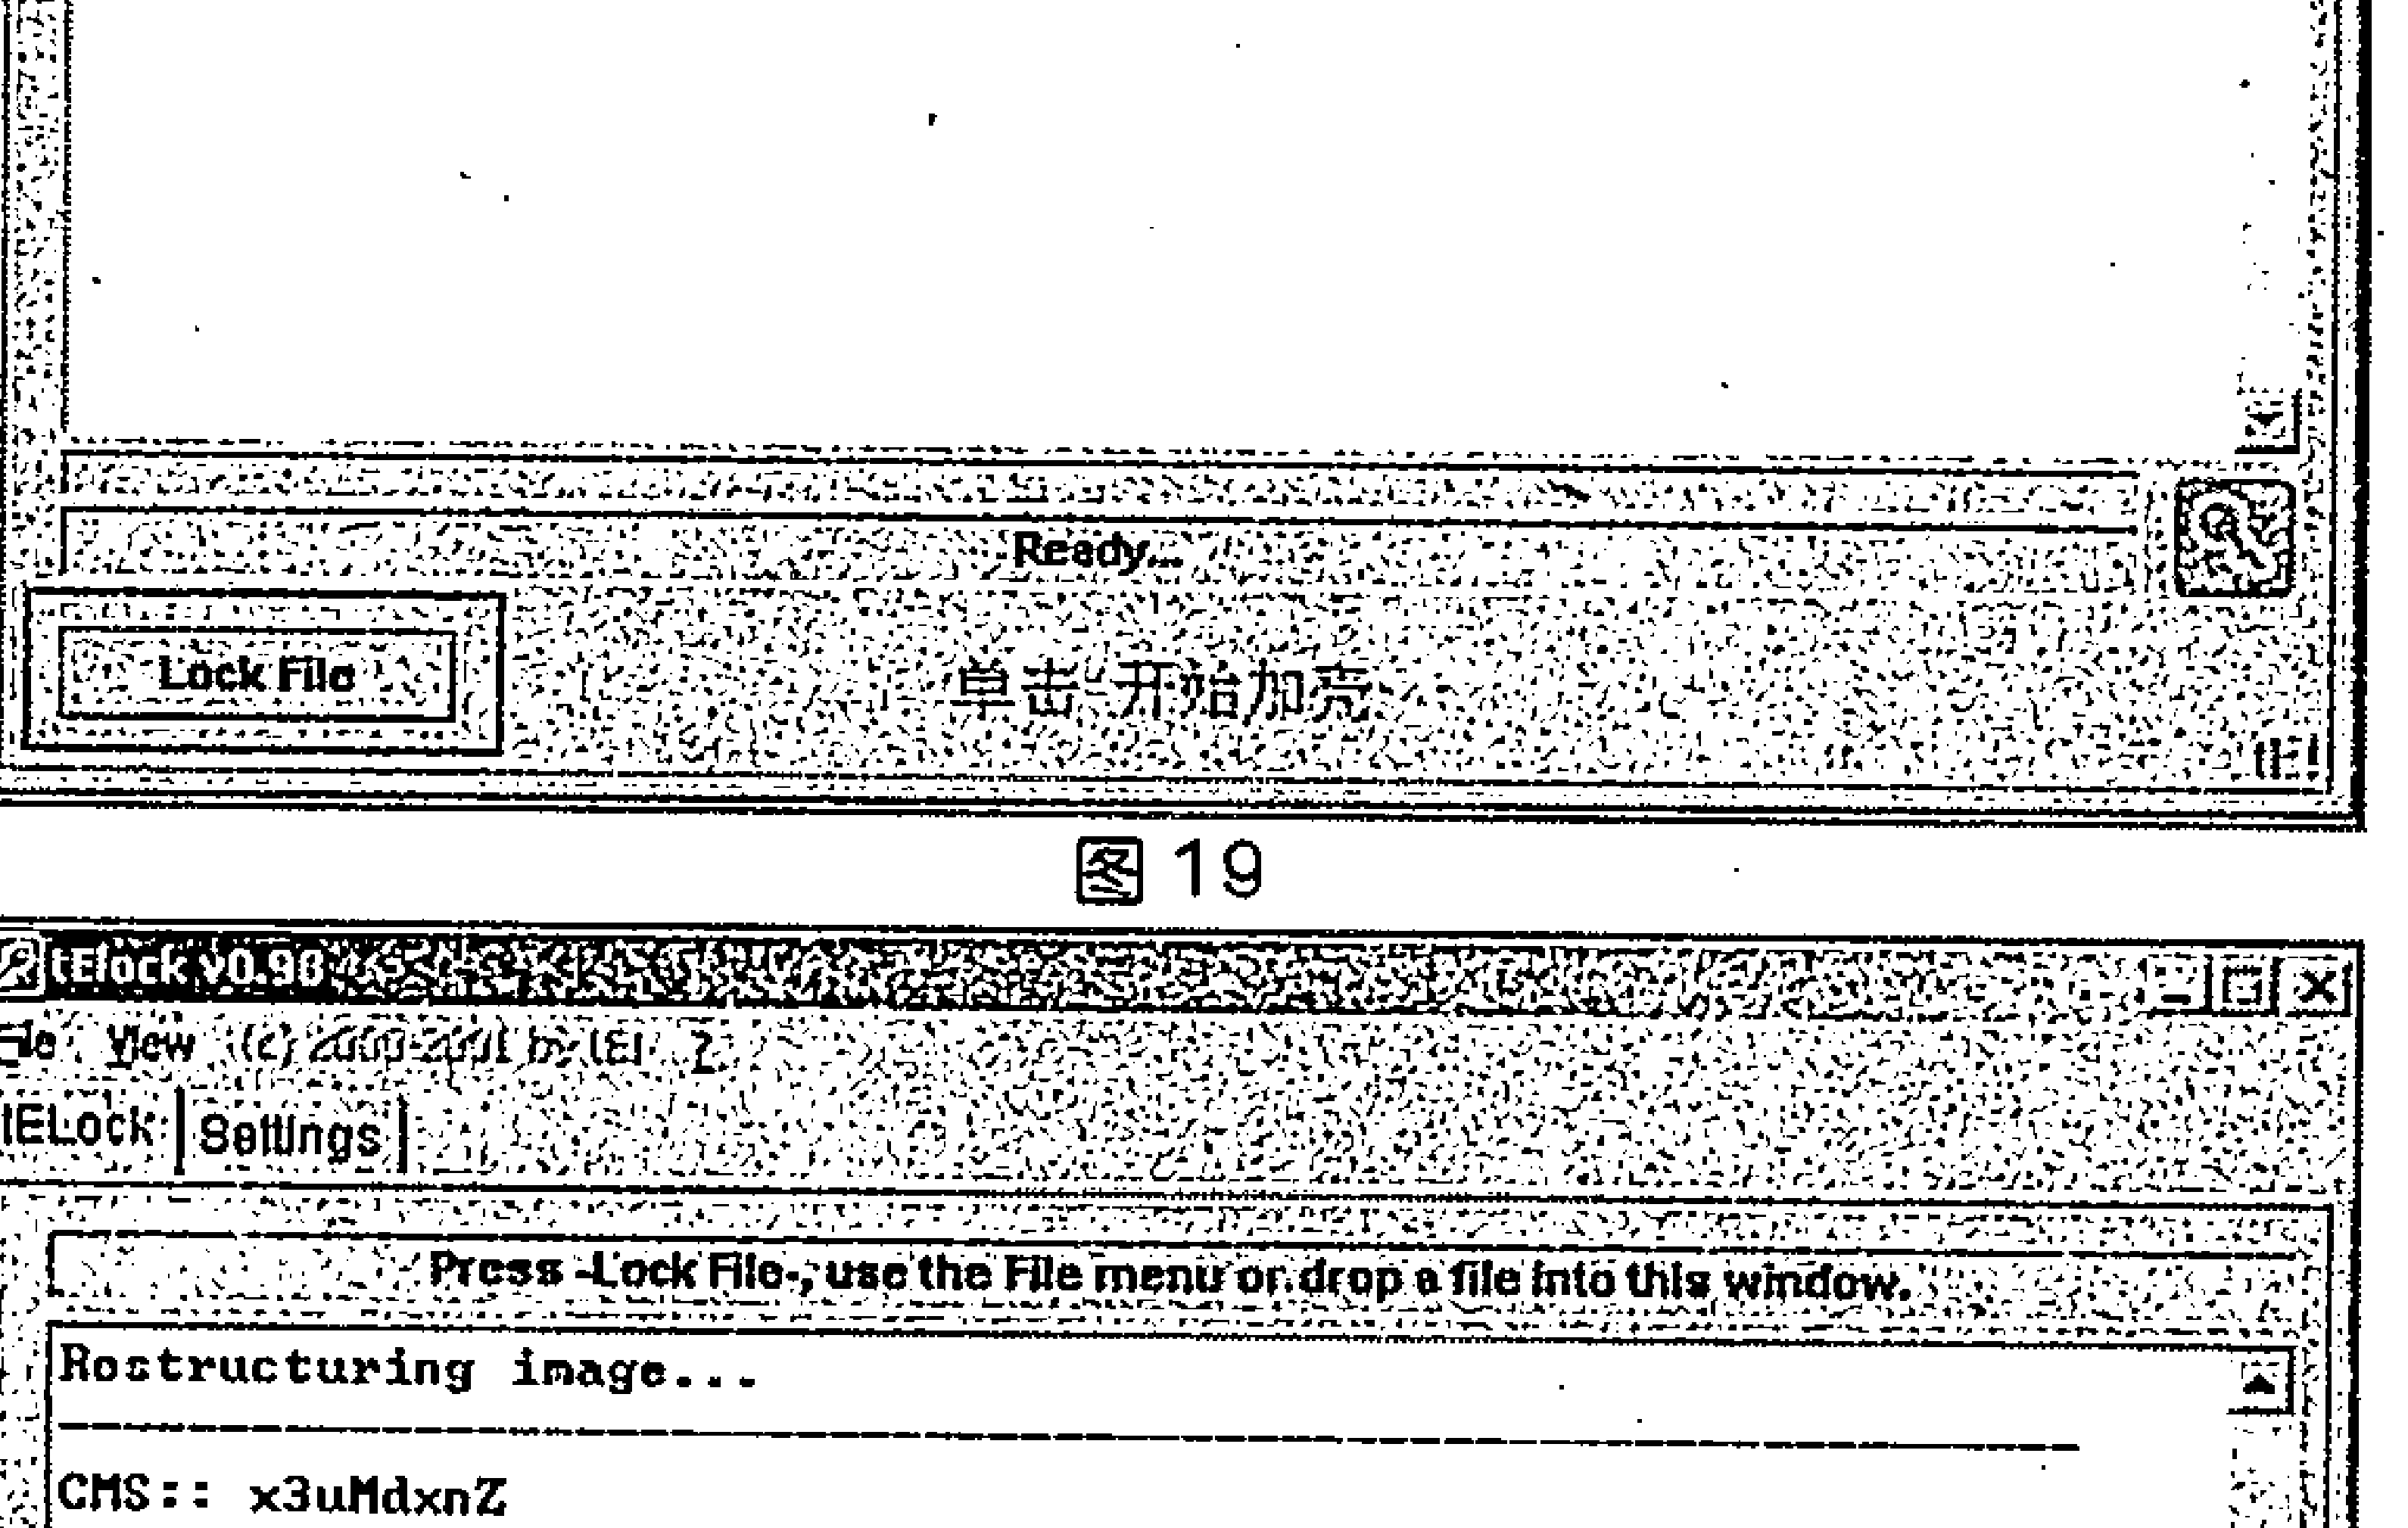 Ready...
Lock File
单击 开始加壳
图 19
tElock v0.98
File View (c) 2000-2001 by tE! ?
tELock Settings
Press -Lock File-, use the File menu or drop a file into this window.
Restructuring image...
CMS:: x3uMdxnZ